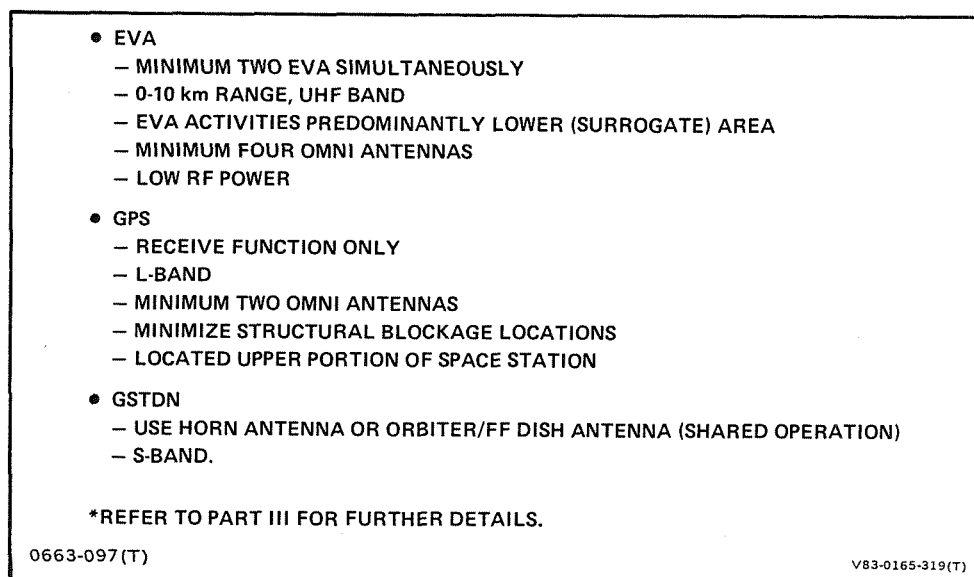 ● EVA
– MINIMUM TWO EVA SIMULTANEOUSLY
– 0-10 km RANGE, UHF BAND
– EVA ACTIVITIES PREDOMINANTLY LOWER (SURROGATE) AREA
– MINIMUM FOUR OMNI ANTENNAS
– LOW RF POWER
● GPS
– RECEIVE FUNCTION ONLY
– L-BAND
– MINIMUM TWO OMNI ANTENNAS
– MINIMIZE STRUCTURAL BLOCKAGE LOCATIONS
– LOCATED UPPER PORTION OF SPACE STATION
● GSTDN
– USE HORN ANTENNA OR ORBITER/FF DISH ANTENNA (SHARED OPERATION)
– S-BAND.
*REFER TO PART III FOR FURTHER DETAILS.
0663-097(T)
V83-0165-319(T)